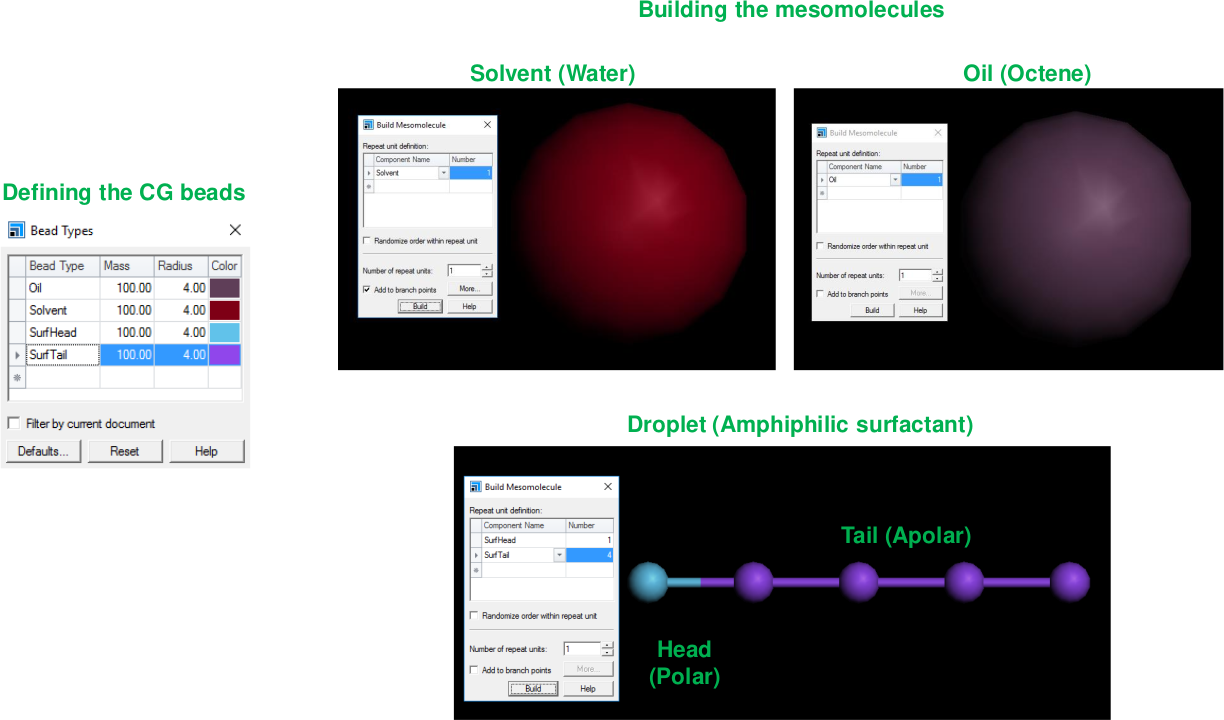 Building the mesomolecules
Solvent (Water)
Build Mesomolecule
Repeat unit definition:
Component Name Number
Solvent 1
Randomize order within repeat unit
Number of repeat units: 1
Add to branch points More...
Build Help
Oil (Octene)
Build Mesomolecule
Repeat unit definition:
Component Name Number
Oil 1
Randomize order within repeat unit
Number of repeat units: 1
Add to branch points More...
Build Help
Defining the CG beads
Bead Types
Bead Type Mass Radius Color
Oil 100.00 4.00
Solvent 100.00 4.00
SurfHead 100.00 4.00
SurfTail 100.00 4.00
Filter by current document
Defaults... Reset Help
Droplet (Amphiphilic surfactant)
Build Mesomolecule
Repeat unit definition:
Component Name Number
SurfHead 1
SurfTail 4
Randomize order within repeat unit
Number of repeat units: 1
Add to branch points More...
Build Help
Tail (Apolar)
Head
(Polar)